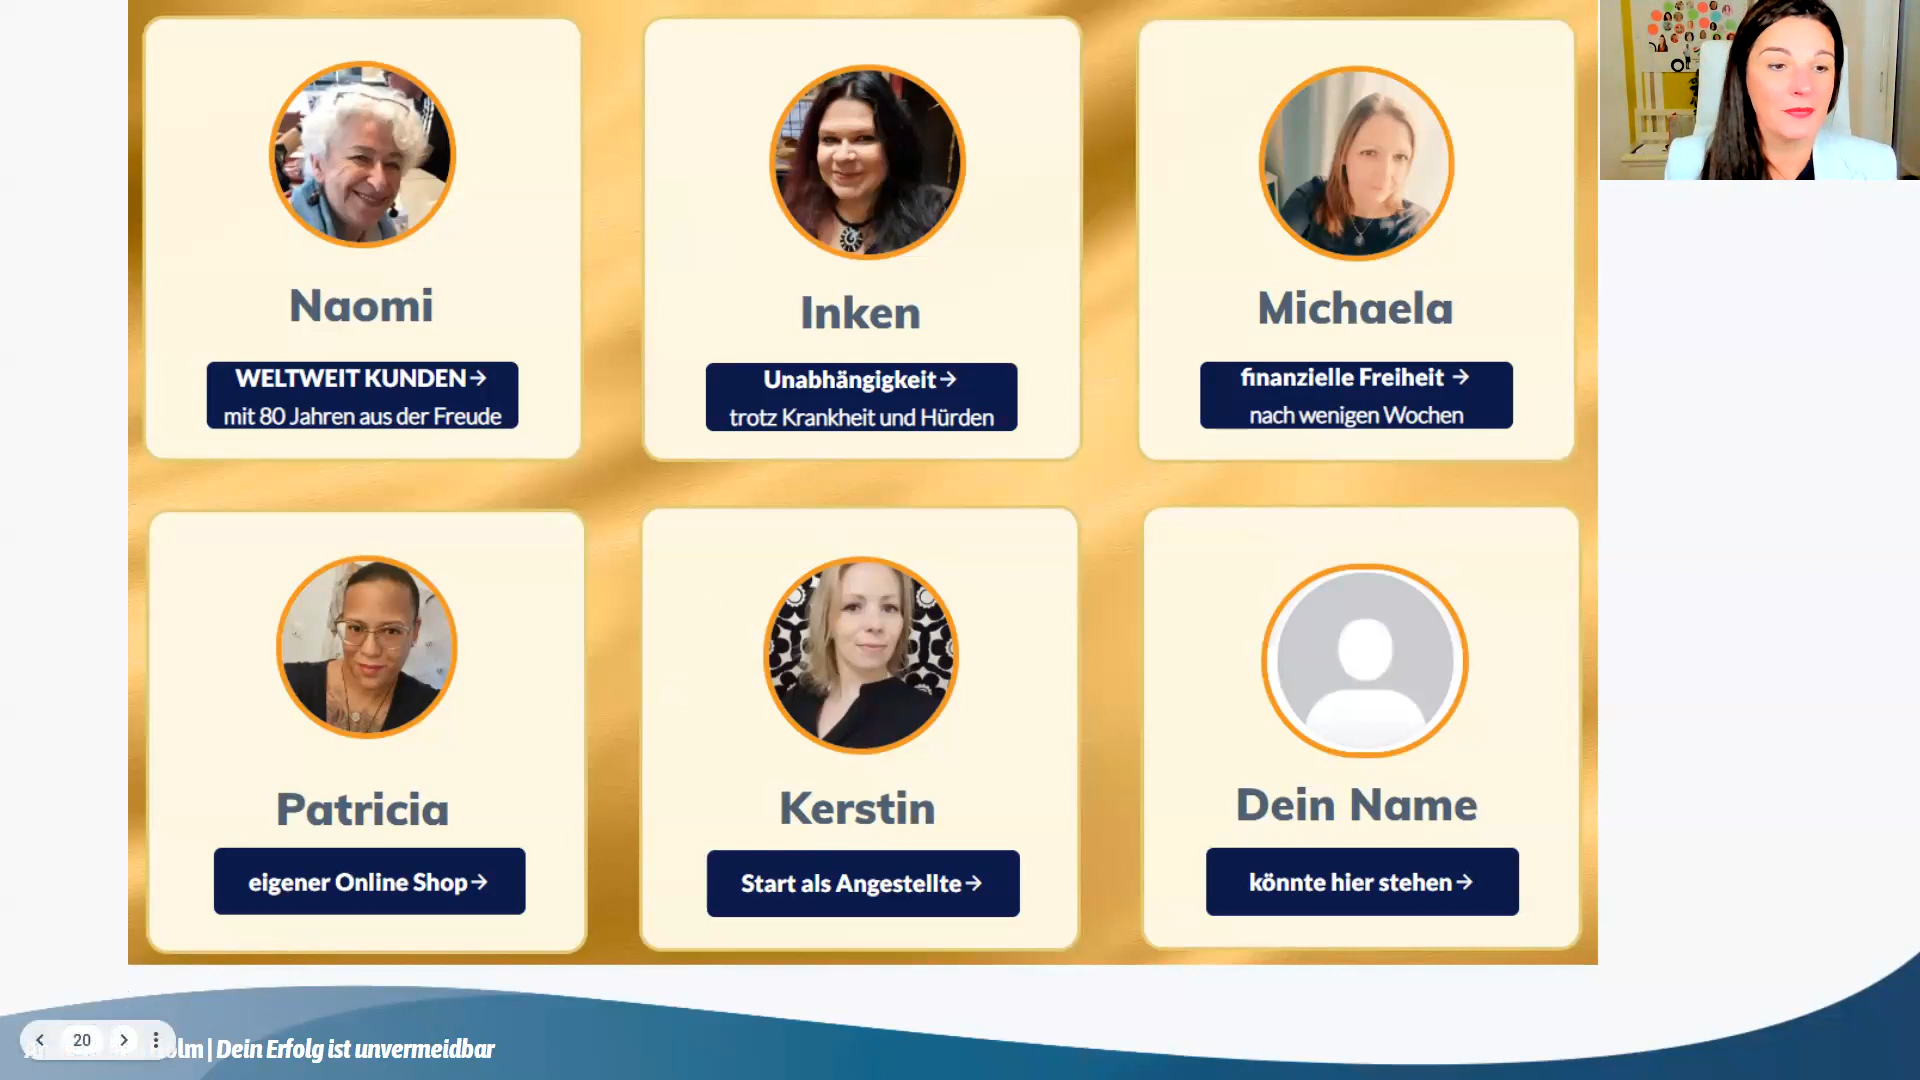 Naomi
WELTWEIT KUNDEN→
mit 80 Jahren aus der Freude
Inken
Unabhängigkeit→
trotz Krankheit und Hürden
Michaela
finanzielle Freiheit →
nach wenigen Wochen
Patricia
eigener Online Shop→
Kerstin
Start als Angestellte→
Dein Name
könnte hier stehen→
20
| Dein Erfolg ist unvermeidbar